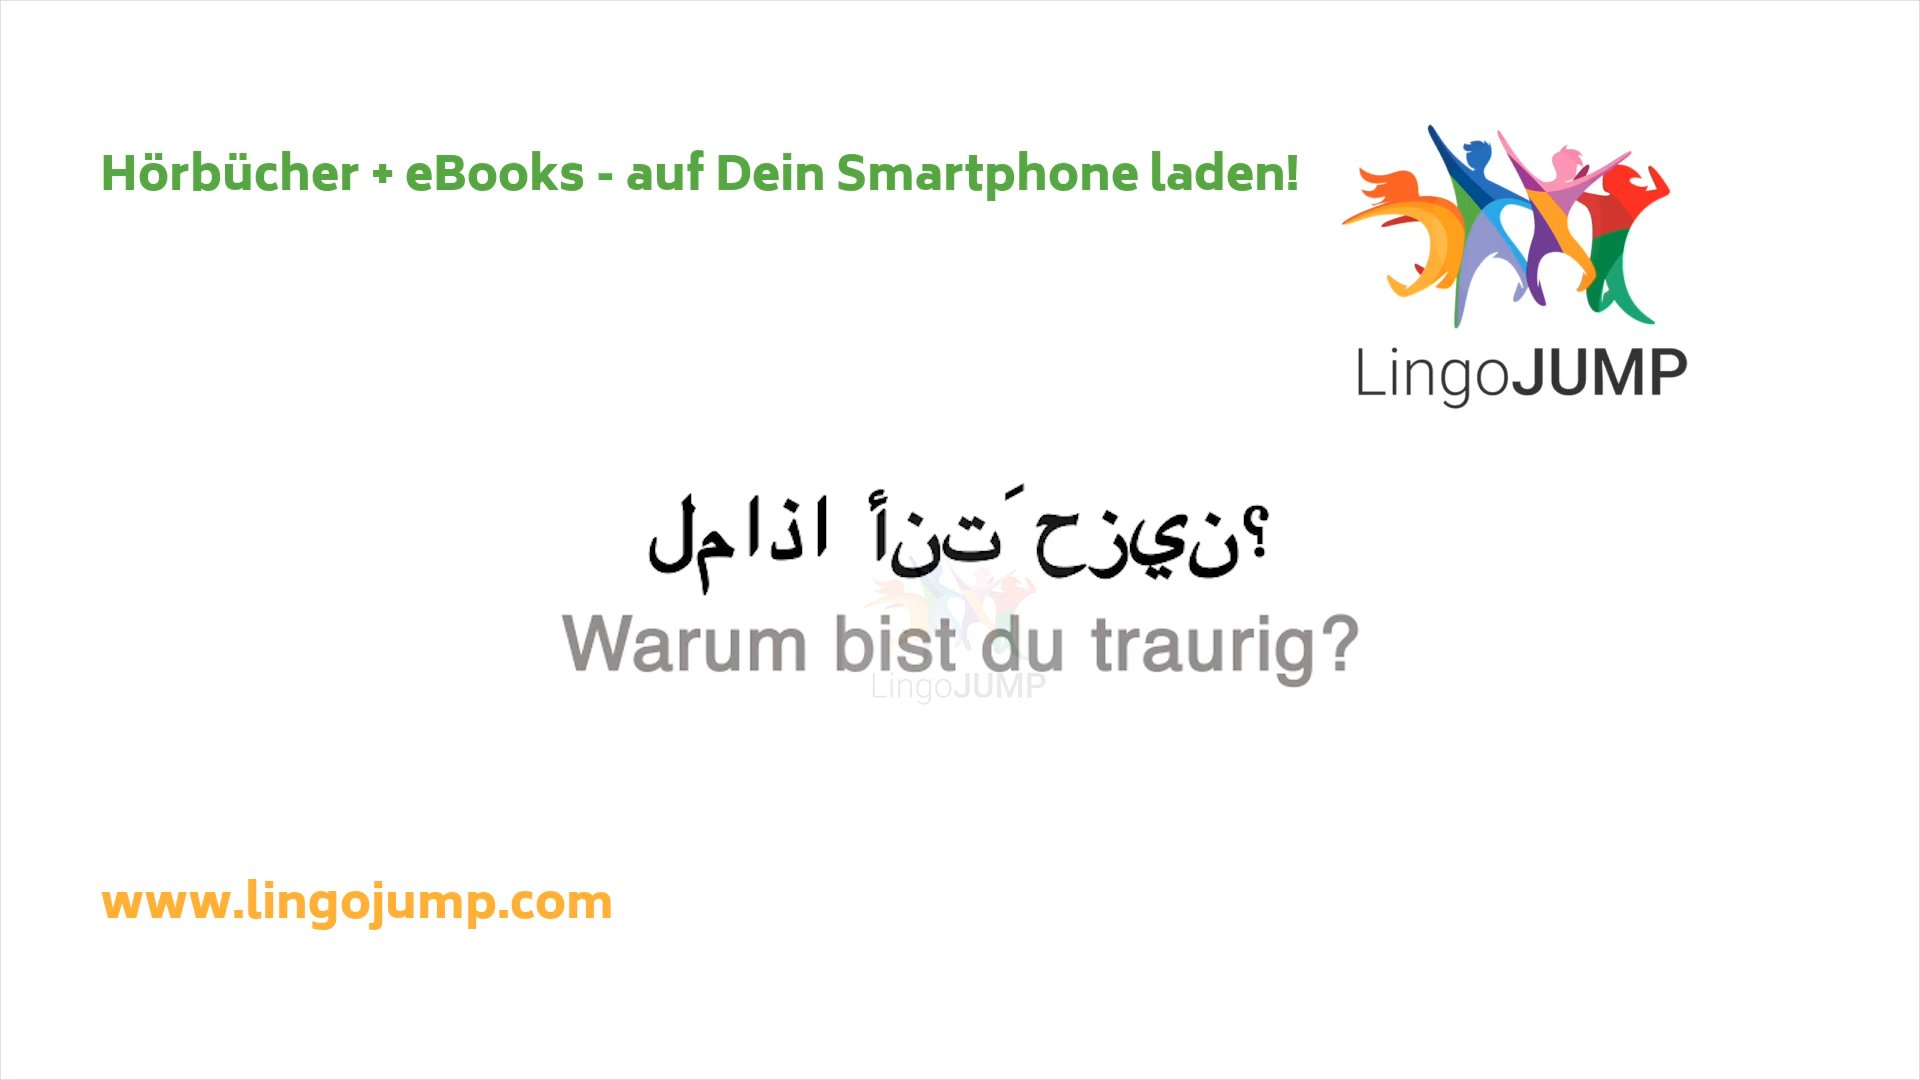 Hörbücher + eBooks - auf Dein Smartphone laden!
LingoJUMP
لماذا أنتَ حزين؟
Warum bist du traurig?
LingoJUMP
www.lingojump.com